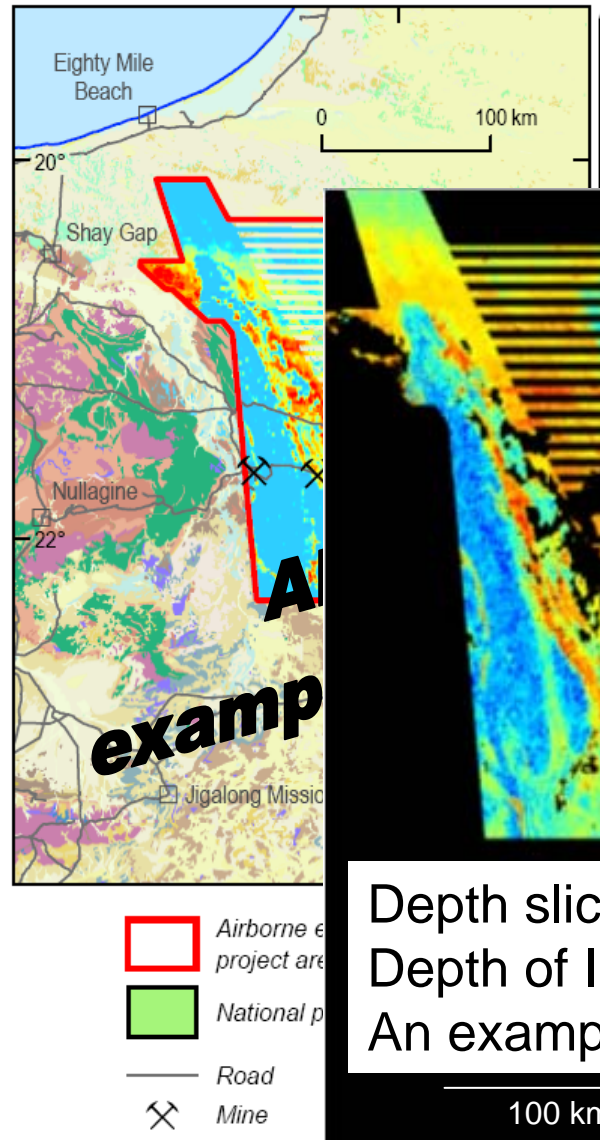 Eighty Mile
Beach
0 100 km
20°
Shay Gap
Nullagine
22°
examp
Jigalong Missio
Airborne e
project are
National p
Road
Mine
Depth slic
Depth of I
An examp
100 km